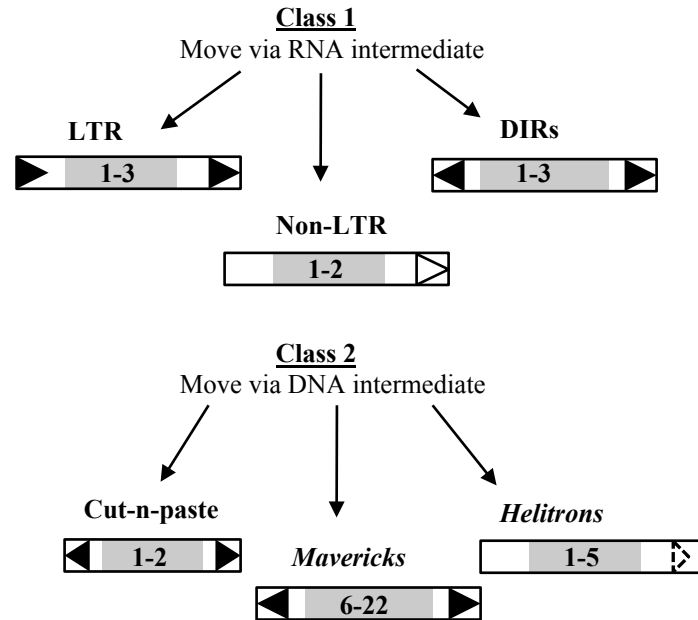 Class 1
Move via RNA intermediate
LTR
DIRs
1-3
1-3
Non-LTR
1-2
Class 2
Move via DNA intermediate
Cut-n-paste
Helitrons
1-2
Mavericks
1-5
6-22